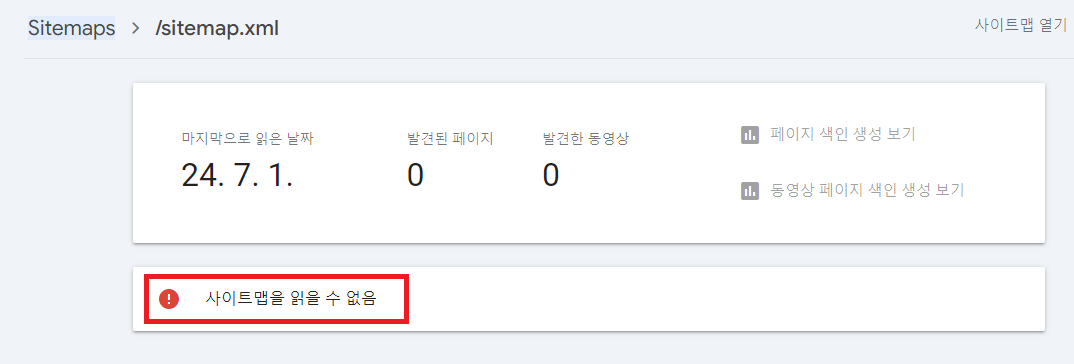 Sitemaps > /sitemap.xml
사이트맵 열기
마지막으로 읽은 날짜
24. 7. 1.
발견된 페이지
0
발견한 동영상
0
페이지 색인 생성 보기
동영상 페이지 색인 생성 보기
사이트맵을 읽을 수 없음